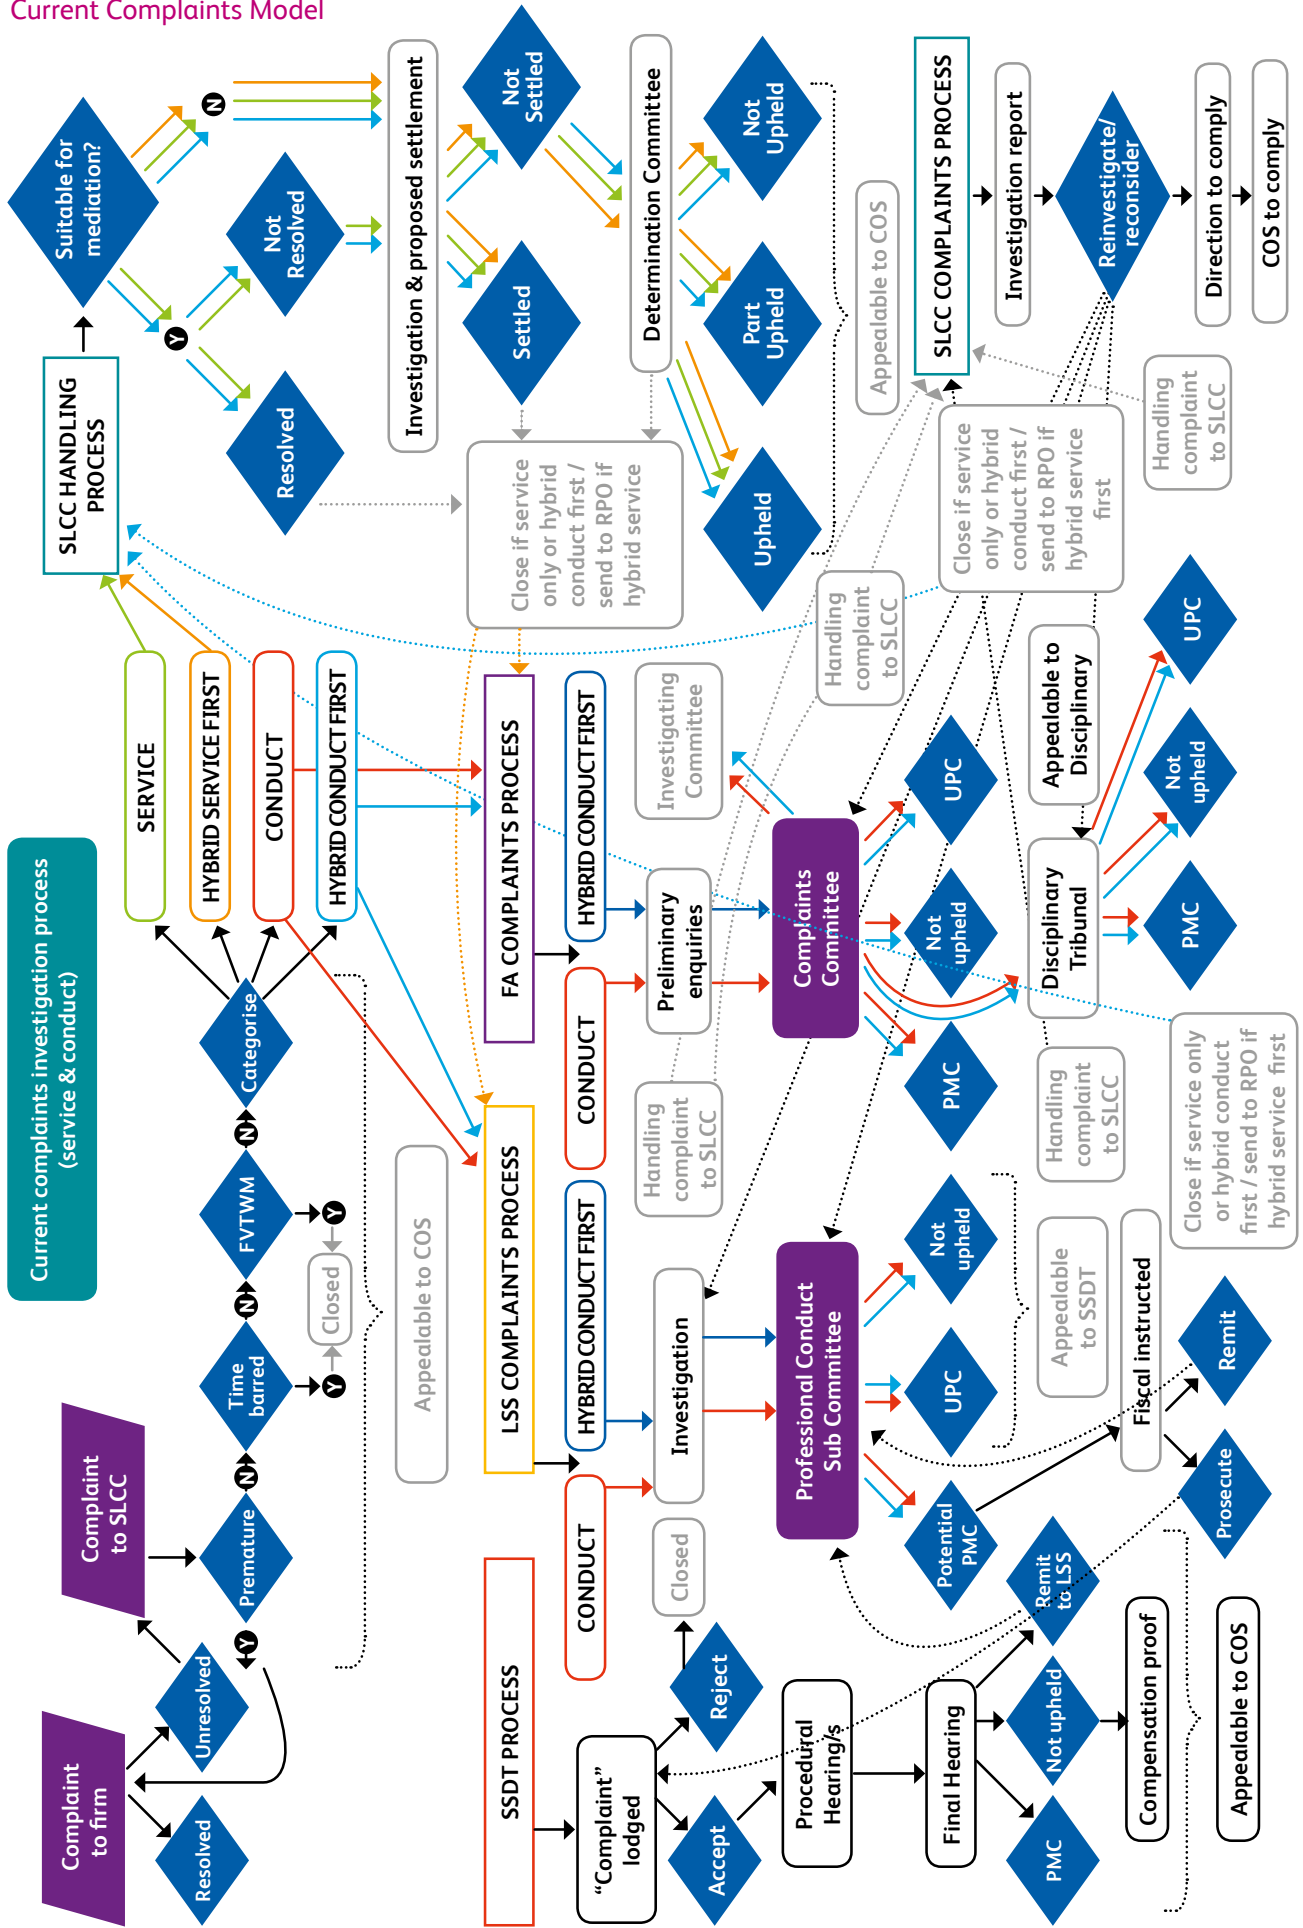 Current Complaints Model
Current complaints investigation process
(service & conduct)
Complaint
to firm
Resolved
Unresolved
Complaint
to SLCC
Y
Premature
N
Time
barred
N
FVTWM
N
Categorise
Y
Closed
Y
Appealable to COS
SERVICE
HYBRID SERVICE FIRST
CONDUCT
HYBRID CONDUCT FIRST
SLCC HANDLING
PROCESS
Suitable for
mediation?
Y
N
Resolved
Not
Resolved
Investigation & proposed settlement
Settled
Not
Settled
Close if service
only or hybrid
conduct first /
send to RPO if
hybrid service
Determination Committee
Upheld
Part
Upheld
Not
Upheld
Appealable to COS
SSDT PROCESS
“Complaint”
lodged
Accept
Reject
Closed
Procedural
Hearing/s
Final Hearing
PMC
Not upheld
Remit
to LSS
Compensation proof
Appealable to COS
LSS COMPLAINTS PROCESS
CONDUCT
HYBRID CONDUCT FIRST
Investigation
Professional Conduct
Sub Committee
Potential
PMC
UPC
Not
upheld
Appealable
to SSDT
Fiscal instructed
Prosecute
Remit
FA COMPLAINTS PROCESS
CONDUCT
HYBRID CONDUCT FIRST
Handling
complaint
to SLCC
Preliminary
enquiries
Investigating
Committee
Complaints
Committee
PMC
Not
upheld
UPC
Handling
complaint
to SLCC
Disciplinary
Tribunal
Appealable to
Disciplinary
Handling
complaint
to SLCC
PMC
Not
upheld
UPC
Close if service only
or hybrid conduct
first / send to RPO if
hybrid service first
SLCC COMPLAINTS PROCESS
Investigation report
Reinvestigate/
reconsider
Direction to comply
COS to comply
Close if service
only or hybrid
conduct first /
send to RPO if
hybrid service
first
Handling
complaint
to SLCC